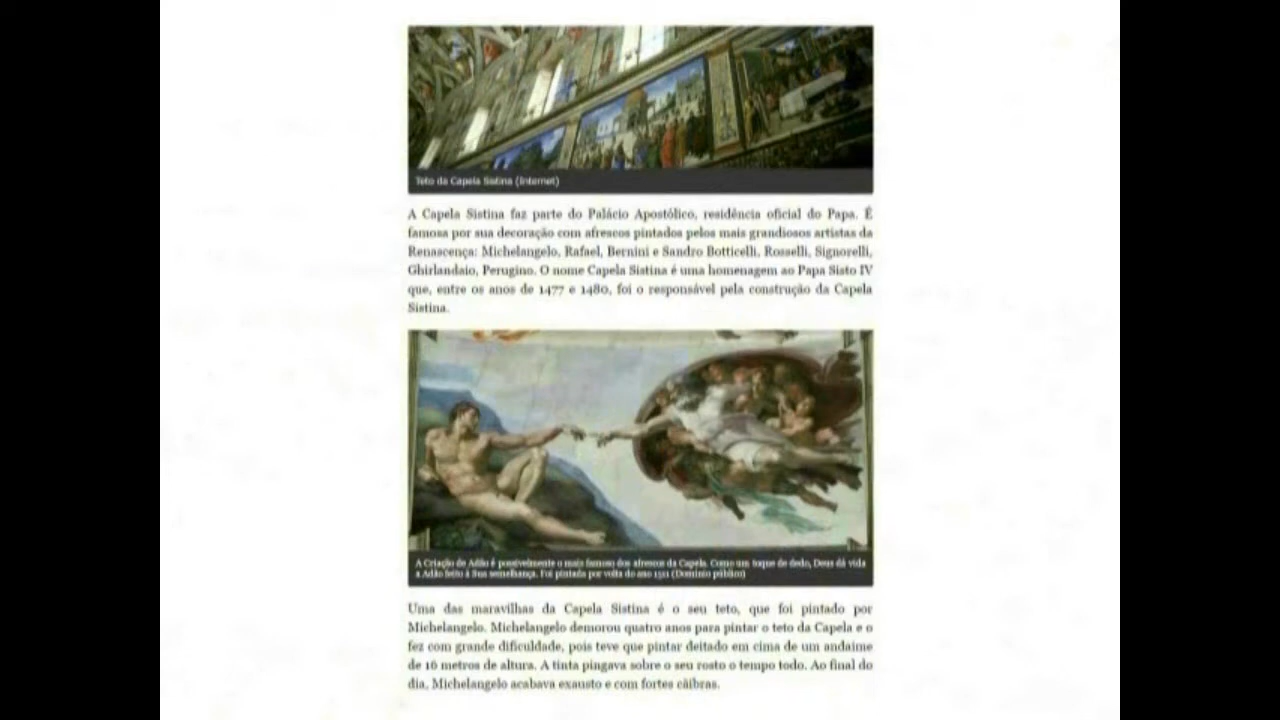 Teto da Capela Sistina (Internet)
A Capela Sistina faz parte do Palácio Apostólico, residência oficial do Papa. É
famosa por sua decoração com afrescos pintados pelos mais grandiosos artistas da
Renascença: Michelangelo, Rafael, Bernini e Sandro Botticelli, Rosselli, Signorelli,
Ghirlandaio, Perugino. O nome Capela Sistina é uma homenagem ao Papa Sisto IV
que, entre os anos de 1477 e 1480, foi o responsável pela construção da Capela
Sistina.
A Criação de Adão é possivelmente o mais famoso dos afrescos da Capela. Como um toque de dedo, Deus dá vida
a Adão feito à Sua semelhança. Foi pintada por volta do ano 1511 (Domínio público)
Uma das maravilhas da Capela Sistina é o seu teto, que foi pintado por
Michelangelo. Michelangelo demorou quatro anos para pintar o teto da Capela e o
fez com grande dificuldade, pois teve que pintar deitado em cima de um andaime
de 16 metros de altura. A tinta pingava sobre o seu rosto o tempo todo. Ao final do
dia, Michelangelo acabava exausto e com fortes cãibras.